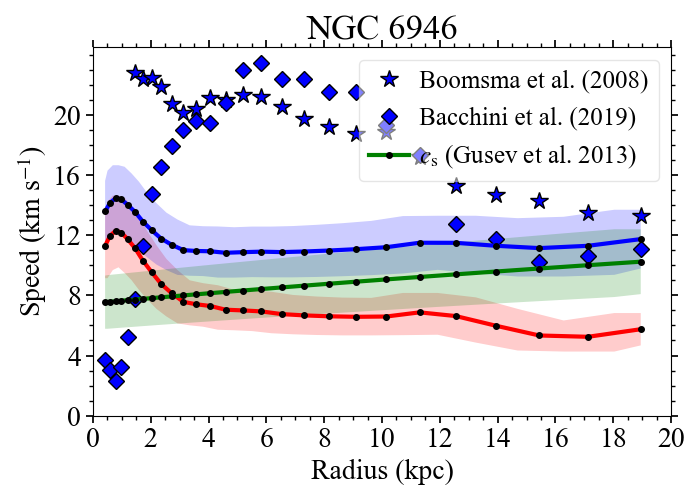 NGC 6946
Boomsma et al. (2008)
Bacchini et al. (2019)
cs (Gusev et al. 2013)
Speed (km s−1)
20
16
12
8
4
0
0 2 4 6 8 10 12 14 16 18 20
Radius (kpc)